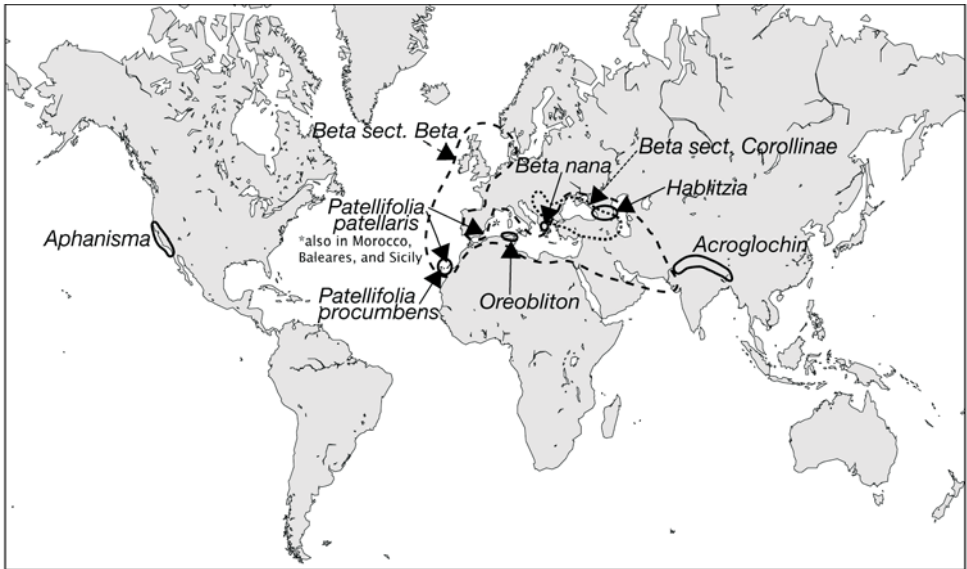 Beta sect. Beta
Beta nana
Beta sect. Corollinae
Hablitzia
Patellifolia
patellaris
*also in Morocco,
Baleares, and Sicily
Aphanisma
Acroglochin
Patellifolia
procumbens
Oreobliton
*